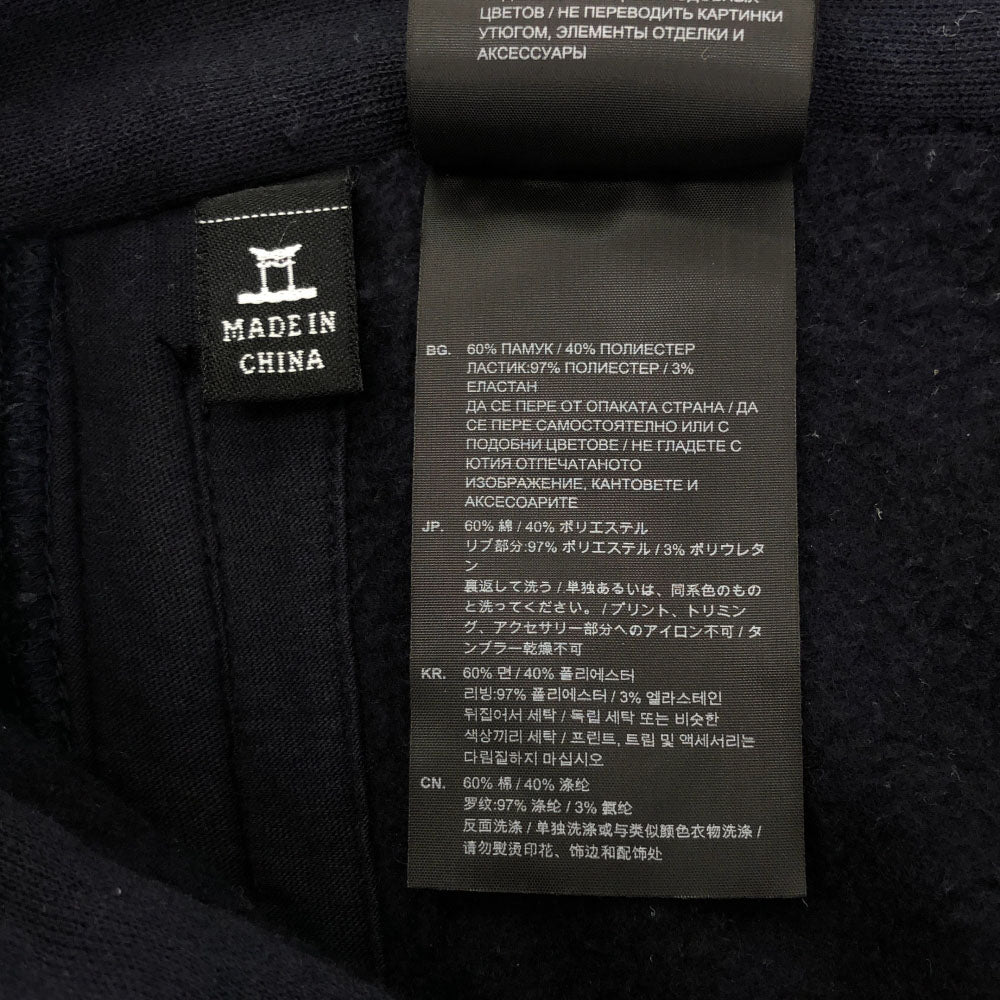 ЦВЕТОВ / НЕ ПЕРЕВОДИТЬ КАРТИНКИ
УТЮГОМ, ЭЛЕМЕНТЫ ОТДЕЛКИ И
АКСЕССУАРЫ
MADE IN
CHINA
BG. 60% ПАМУК / 40% ПОЛИЕСТЕР
ЛАСТИК:97% ПОЛИЕСТЕР / 3%
ЕЛАСТАН
ДА СЕ ПЕРЕ ОТ ОПАКАТА СТРАНА / ДА
СЕ ПЕРЕ САМОСТОЯТЕЛНО ИЛИ С
ПОДОБНИ ЦВЕТОВЕ / НЕ ГЛАДЕТЕ С
ЮТИЯ ОТПЕЧАТАНОТО
ИЗОБРАЖЕНИЕ, КАНТОВЕТЕ И
АКСЕСОАРИТЕ
JP. 60% 綿 / 40% ポリエステル
リブ部分:97% ポリエステル / 3% ポリウレタ
ン
裏返して洗う / 単独あるいは、同系色のもの
と洗ってください。 / プリント、トリミン
グ、アクセサリー部分へのアイロン不可 / タ
ンブラー乾燥不可
KR. 60% 면 / 40% 폴리에스터
리빙:97% 폴리에스터 / 3% 엘라스테인
뒤집어서 세탁 / 독립 세탁 또는 비슷한
색상끼리 세탁 / 프린트, 트림 및 액세서리는
다림질하지 마십시오
CN. 60% 棉 / 40% 涤纶
罗纹:97% 涤纶 / 3% 氨纶
反面洗涤 / 单独洗涤或与类似颜色衣物洗涤 /
请勿熨烫印花、饰边和配饰处